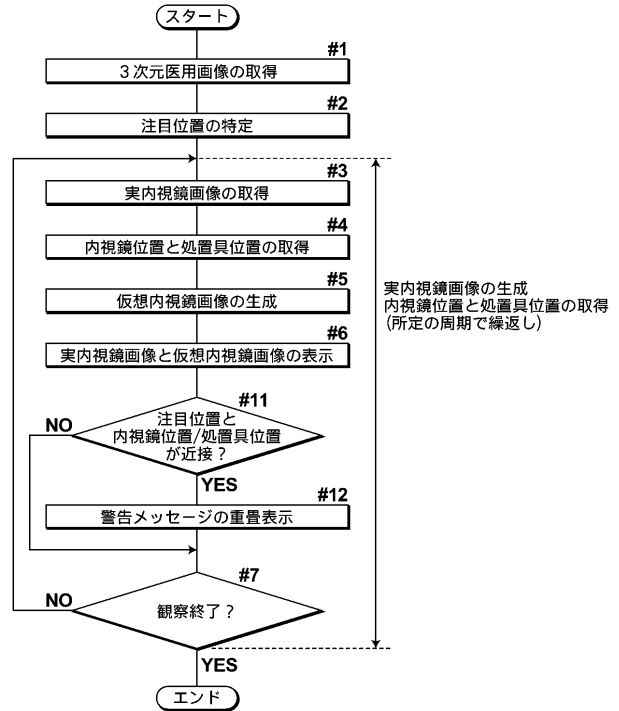 スタート
#1
3次元医用画像の取得
#2
注目位置の特定
#3
実内視鏡画像の取得
#4
内視鏡位置と処置具位置の取得
#5
仮想内視鏡画像の生成
#6
実内視鏡画像と仮想内視鏡画像の表示
実内視鏡画像の生成
内視鏡位置と処置具位置の取得
(所定の周期で繰返し)
#11
注目位置と
内視鏡位置/処置具位置
が近接？
NO
YES
#12
警告メッセージの重畳表示
#7
観察終了？
NO
YES
エンド